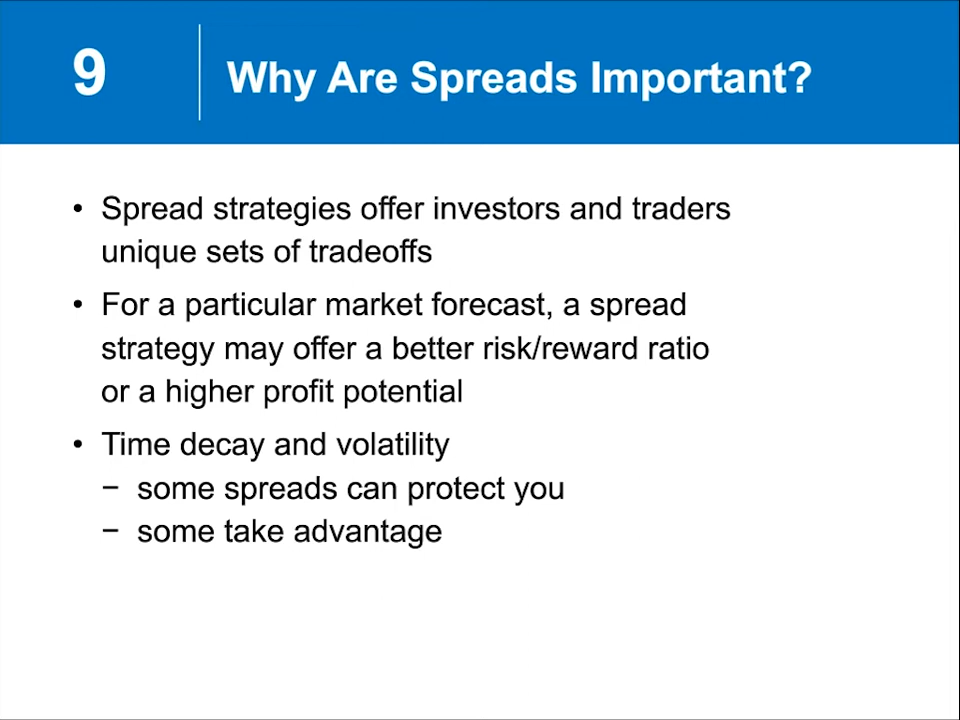 9
Why Are Spreads Important?
• Spread strategies offer investors and traders
unique sets of tradeoffs
• For a particular market forecast, a spread
strategy may offer a better risk/reward ratio
or a higher profit potential
• Time decay and volatility
− some spreads can protect you
− some take advantage